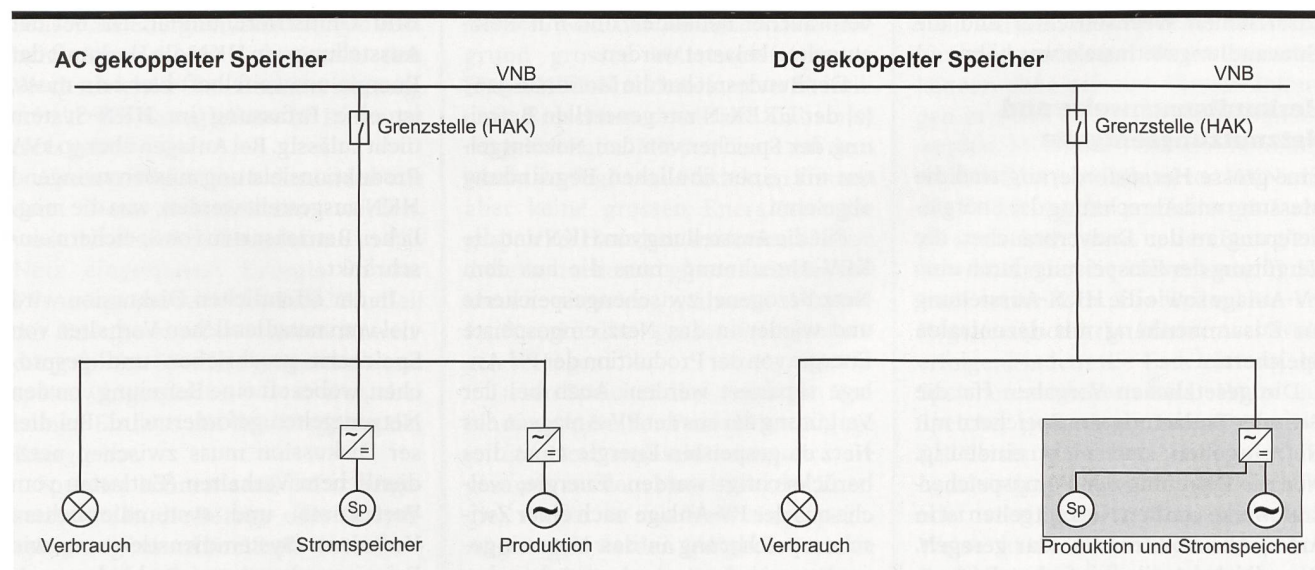 AC gekoppelter Speicher
VNB
Grenzstelle (HAK)
~
=
~
=
Sp
~
Verbrauch
Stromspeicher
Produktion
DC gekoppelter Speicher
VNB
Grenzstelle (HAK)
~
=
Sp
~
Verbrauch
Produktion und Stromspeicher